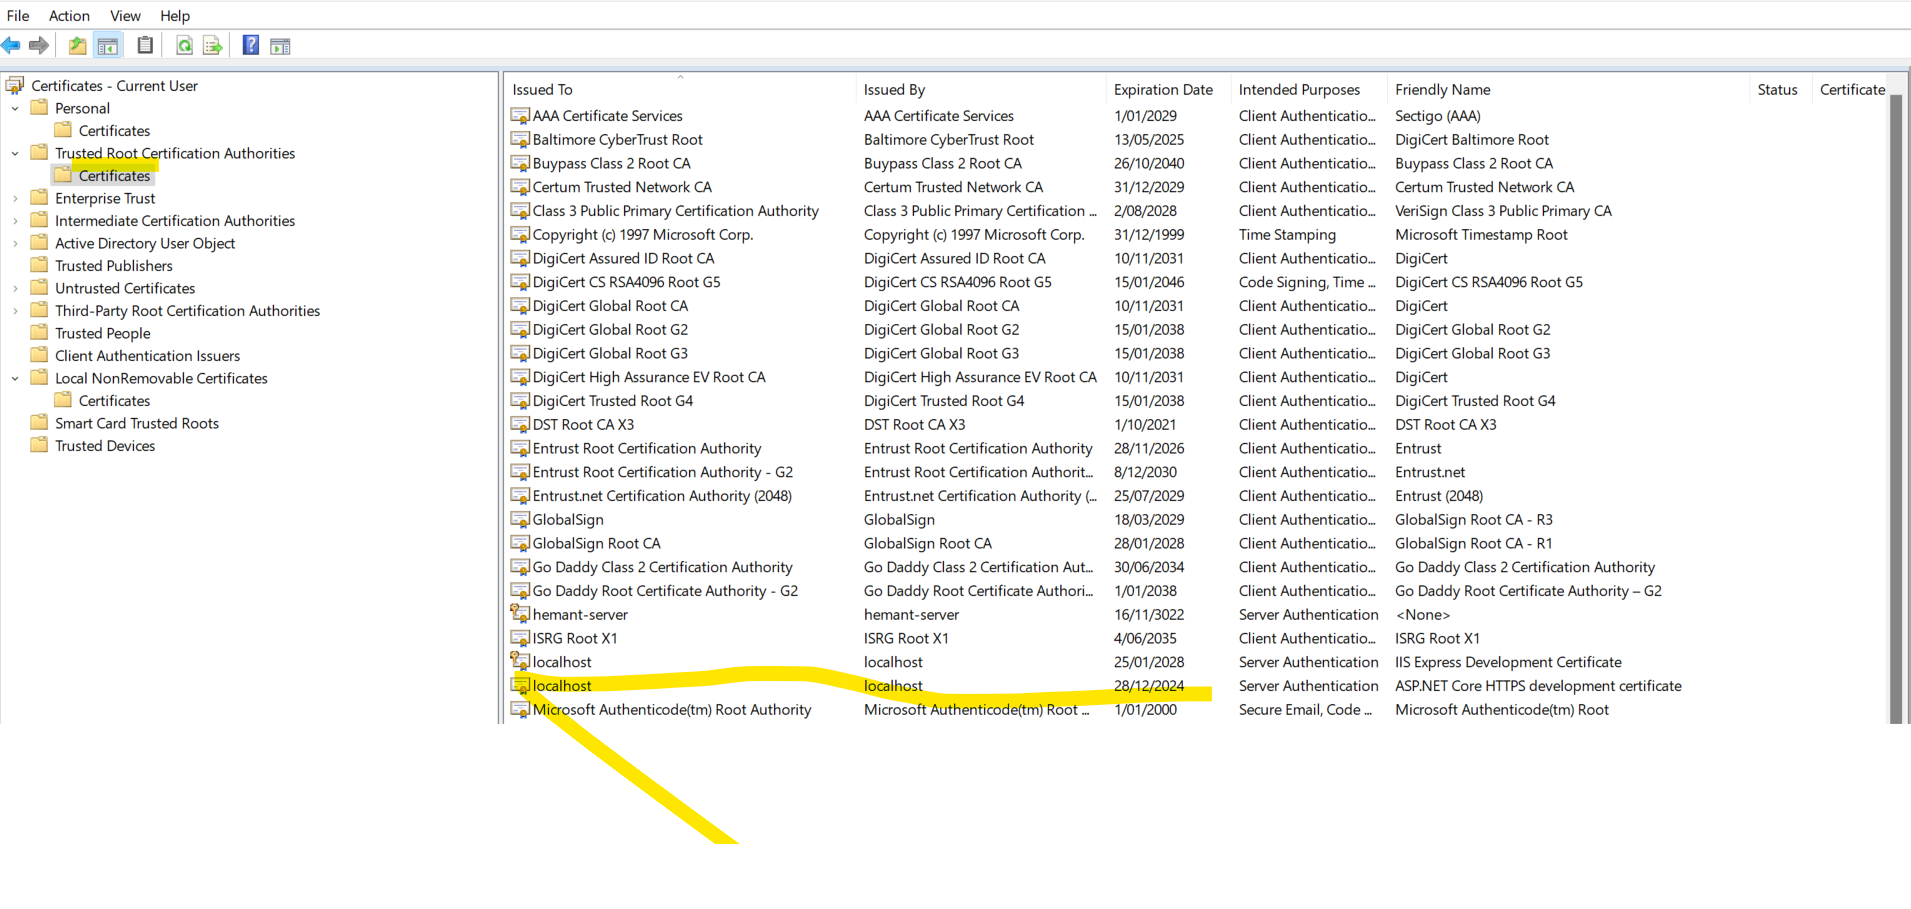 File Action View Help
Certificates - Current User
Personal
Certificates
Trusted Root Certification Authorities
Certificates
Enterprise Trust
Intermediate Certification Authorities
Active Directory User Object
Trusted Publishers
Untrusted Certificates
Third-Party Root Certification Authorities
Trusted People
Client Authentication Issuers
Local NonRemovable Certificates
Certificates
Smart Card Trusted Roots
Trusted Devices
Issued To Issued By Expiration Date Intended Purposes Friendly Name Status Certificate
AAA Certificate Services AAA Certificate Services 1/01/2029 Client Authenticatio... Sectigo (AAA)
Baltimore CyberTrust Root Baltimore CyberTrust Root 13/05/2025 Client Authenticatio... DigiCert Baltimore Root
Buypass Class 2 Root CA Buypass Class 2 Root CA 26/10/2040 Client Authenticatio... Buypass Class 2 Root CA
Certum Trusted Network CA Certum Trusted Network CA 31/12/2029 Client Authenticatio... Certum Trusted Network CA
Class 3 Public Primary Certification Authority Class 3 Public Primary Certification ... 2/08/2028 Client Authenticatio... VeriSign Class 3 Public Primary CA
Copyright (c) 1997 Microsoft Corp. Copyright (c) 1997 Microsoft Corp. 31/12/1999 Time Stamping Microsoft Timestamp Root
DigiCert Assured ID Root CA DigiCert Assured ID Root CA 10/11/2031 Client Authenticatio... DigiCert
DigiCert CS RSA4096 Root G5 DigiCert CS RSA4096 Root G5 15/01/2046 Code Signing, Time ... DigiCert CS RSA4096 Root G5
DigiCert Global Root CA DigiCert Global Root CA 10/11/2031 Client Authenticatio... DigiCert
DigiCert Global Root G2 DigiCert Global Root G2 15/01/2038 Client Authenticatio... DigiCert Global Root G2
DigiCert Global Root G3 DigiCert Global Root G3 15/01/2038 Client Authenticatio... DigiCert Global Root G3
DigiCert High Assurance EV Root CA DigiCert High Assurance EV Root CA 10/11/2031 Client Authenticatio... DigiCert
DigiCert Trusted Root G4 DigiCert Trusted Root G4 15/01/2038 Client Authenticatio... DigiCert Trusted Root G4
DST Root CA X3 DST Root CA X3 1/10/2021 Client Authenticatio... DST Root CA X3
Entrust Root Certification Authority Entrust Root Certification Authority 28/11/2026 Client Authenticatio... Entrust
Entrust Root Certification Authority - G2 Entrust Root Certification Authorit... 8/12/2030 Client Authenticatio... Entrust.net
Entrust.net Certification Authority (2048) Entrust.net Certification Authority (... 25/07/2029 Client Authenticatio... Entrust (2048)
GlobalSign GlobalSign 18/03/2029 Client Authenticatio... GlobalSign Root CA - R3
GlobalSign Root CA GlobalSign Root CA 28/01/2028 Client Authenticatio... GlobalSign Root CA - R1
Go Daddy Class 2 Certification Authority Go Daddy Class 2 Certification Aut... 30/06/2034 Client Authenticatio... Go Daddy Class 2 Certification Authority
Go Daddy Root Certificate Authority - G2 Go Daddy Root Certificate Authori... 1/01/2038 Client Authenticatio... Go Daddy Root Certificate Authority – G2
hemant-server hemant-server 16/11/3022 Server Authentication <None>
ISRG Root X1 ISRG Root X1 4/06/2035 Client Authenticatio... ISRG Root X1
localhost localhost 25/01/2028 Server Authentication IIS Express Development Certificate
localhost localhost 28/12/2024 Server Authentication ASP.NET Core HTTPS development certificate
Microsoft Authenticode(tm) Root Authority Microsoft Authenticode(tm) Root ... 1/01/2000 Secure Email, Code ... Microsoft Authenticode(tm) Root